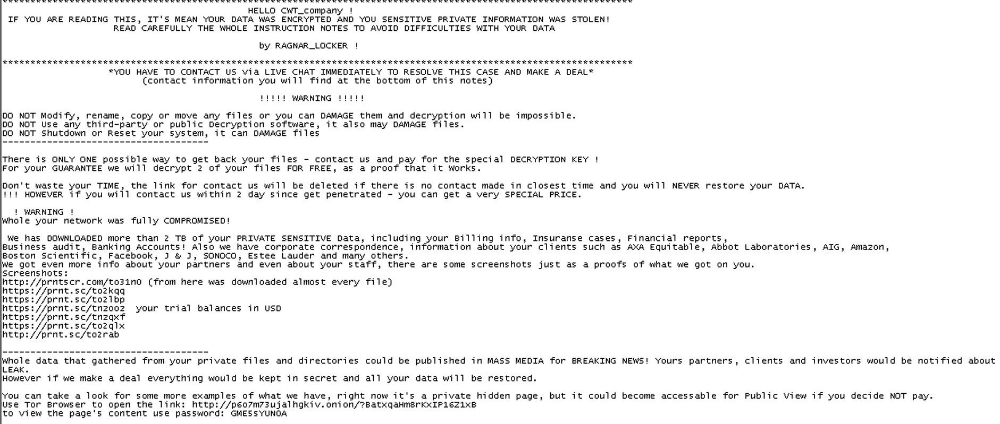 *****************************************************************************************************************
HELLO CWT_company !
IF YOU ARE READING THIS, IT'S MEAN YOUR DATA WAS ENCRYPTED AND YOU SENSITIVE PRIVATE INFORMATION WAS STOLEN!
READ CAREFULLY THE WHOLE INSTRUCTION NOTES TO AVOID DIFFICULTIES WITH YOUR DATA
by RAGNAR_LOCKER !
*****************************************************************************************************************
*YOU HAVE TO CONTACT US via LIVE CHAT IMMEDIATELY TO RESOLVE THIS CASE AND MAKE A DEAL*
(contact information you will find at the bottom of this notes)
!!!!! WARNING !!!!!
DO NOT Modify, rename, copy or move any files or you can DAMAGE them and decryption will be impossible.
DO NOT Use any third-party or public Decryption software, it also may DAMAGE files.
DO NOT Shutdown or Reset your system, it can DAMAGE files
-------------------------------------
There is ONLY ONE possible way to get back your files - contact us and pay for the special DECRYPTION KEY !
For your GUARANTEE we will decrypt 2 of your files FOR FREE, as a proof that it Works.
Don't waste your TIME, the link for contact us will be deleted if there is no contact made in closest time and you will NEVER restore your DATA.
!!! HOWEVER if you will contact us within 2 day since get penetrated - you can get a very SPECIAL PRICE.
! WARNING !
Whole your network was fully COMPROMISED!
We has DOWNLOADED more than 2 TB of your PRIVATE SENSITIVE Data, including your Billing info, Insuranse cases, Financial reports,
Business audit, Banking Accounts! Also we have corporate correspondence, information about your clients such as AXA Equitable, Abbot Laboratories, AIG, Amazon,
Boston Scientific, Facebook, J & J, SONOCO, Estee Lauder and many others.
We got even more info about your partners and even about your staff, there are some screenshots just as a proofs of what we got on you.
Screenshots:
http://prntscr.com/to31n0 (from here was downloaded almost every file)
https://prnt.sc/to2kqq
https://prnt.sc/to2lbp
https://prnt.sc/tnzooz your trial balances in USD
https://prnt.sc/tnzqxf
https://prnt.sc/to2qlx
http://prnt.sc/to2rab
-------------------------------------
Whole data that gathered from your private files and directories could be published in MASS MEDIA for BREAKING NEWS! Yours partners, clients and investors would be notified about
LEAK.
However if we make a deal everything would be kept in secret and all your data will be restored.
You can take a look for some more examples of what we have, right now it's a private hidden page, but it could become accessable for Public View if you decide NOT pay.
Use Tor Browser to open the link: http://p6o7m73ujalhgkiv.onion/?BatxqaHm8rKxIP16Z1xB
to view the page's content use password: GME5sYUN0A